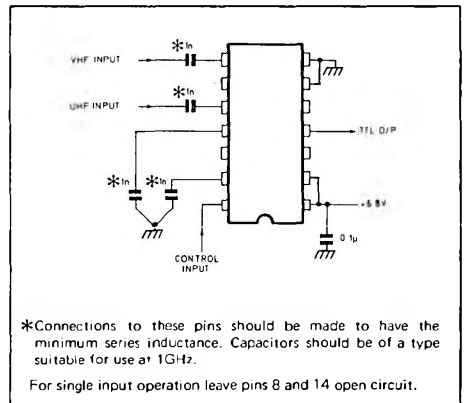 VHF INPUT
*1n
UHF INPUT
*1n
TTL O/P
*1n *1n
+6.8V
0.1μ
CONTROL
INPUT
*Connections to these pins should be made to have the
minimum series inductance. Capacitors should be of a type
suitable for use at 1GHz.
For single input operation leave pins 8 and 14 open circuit.